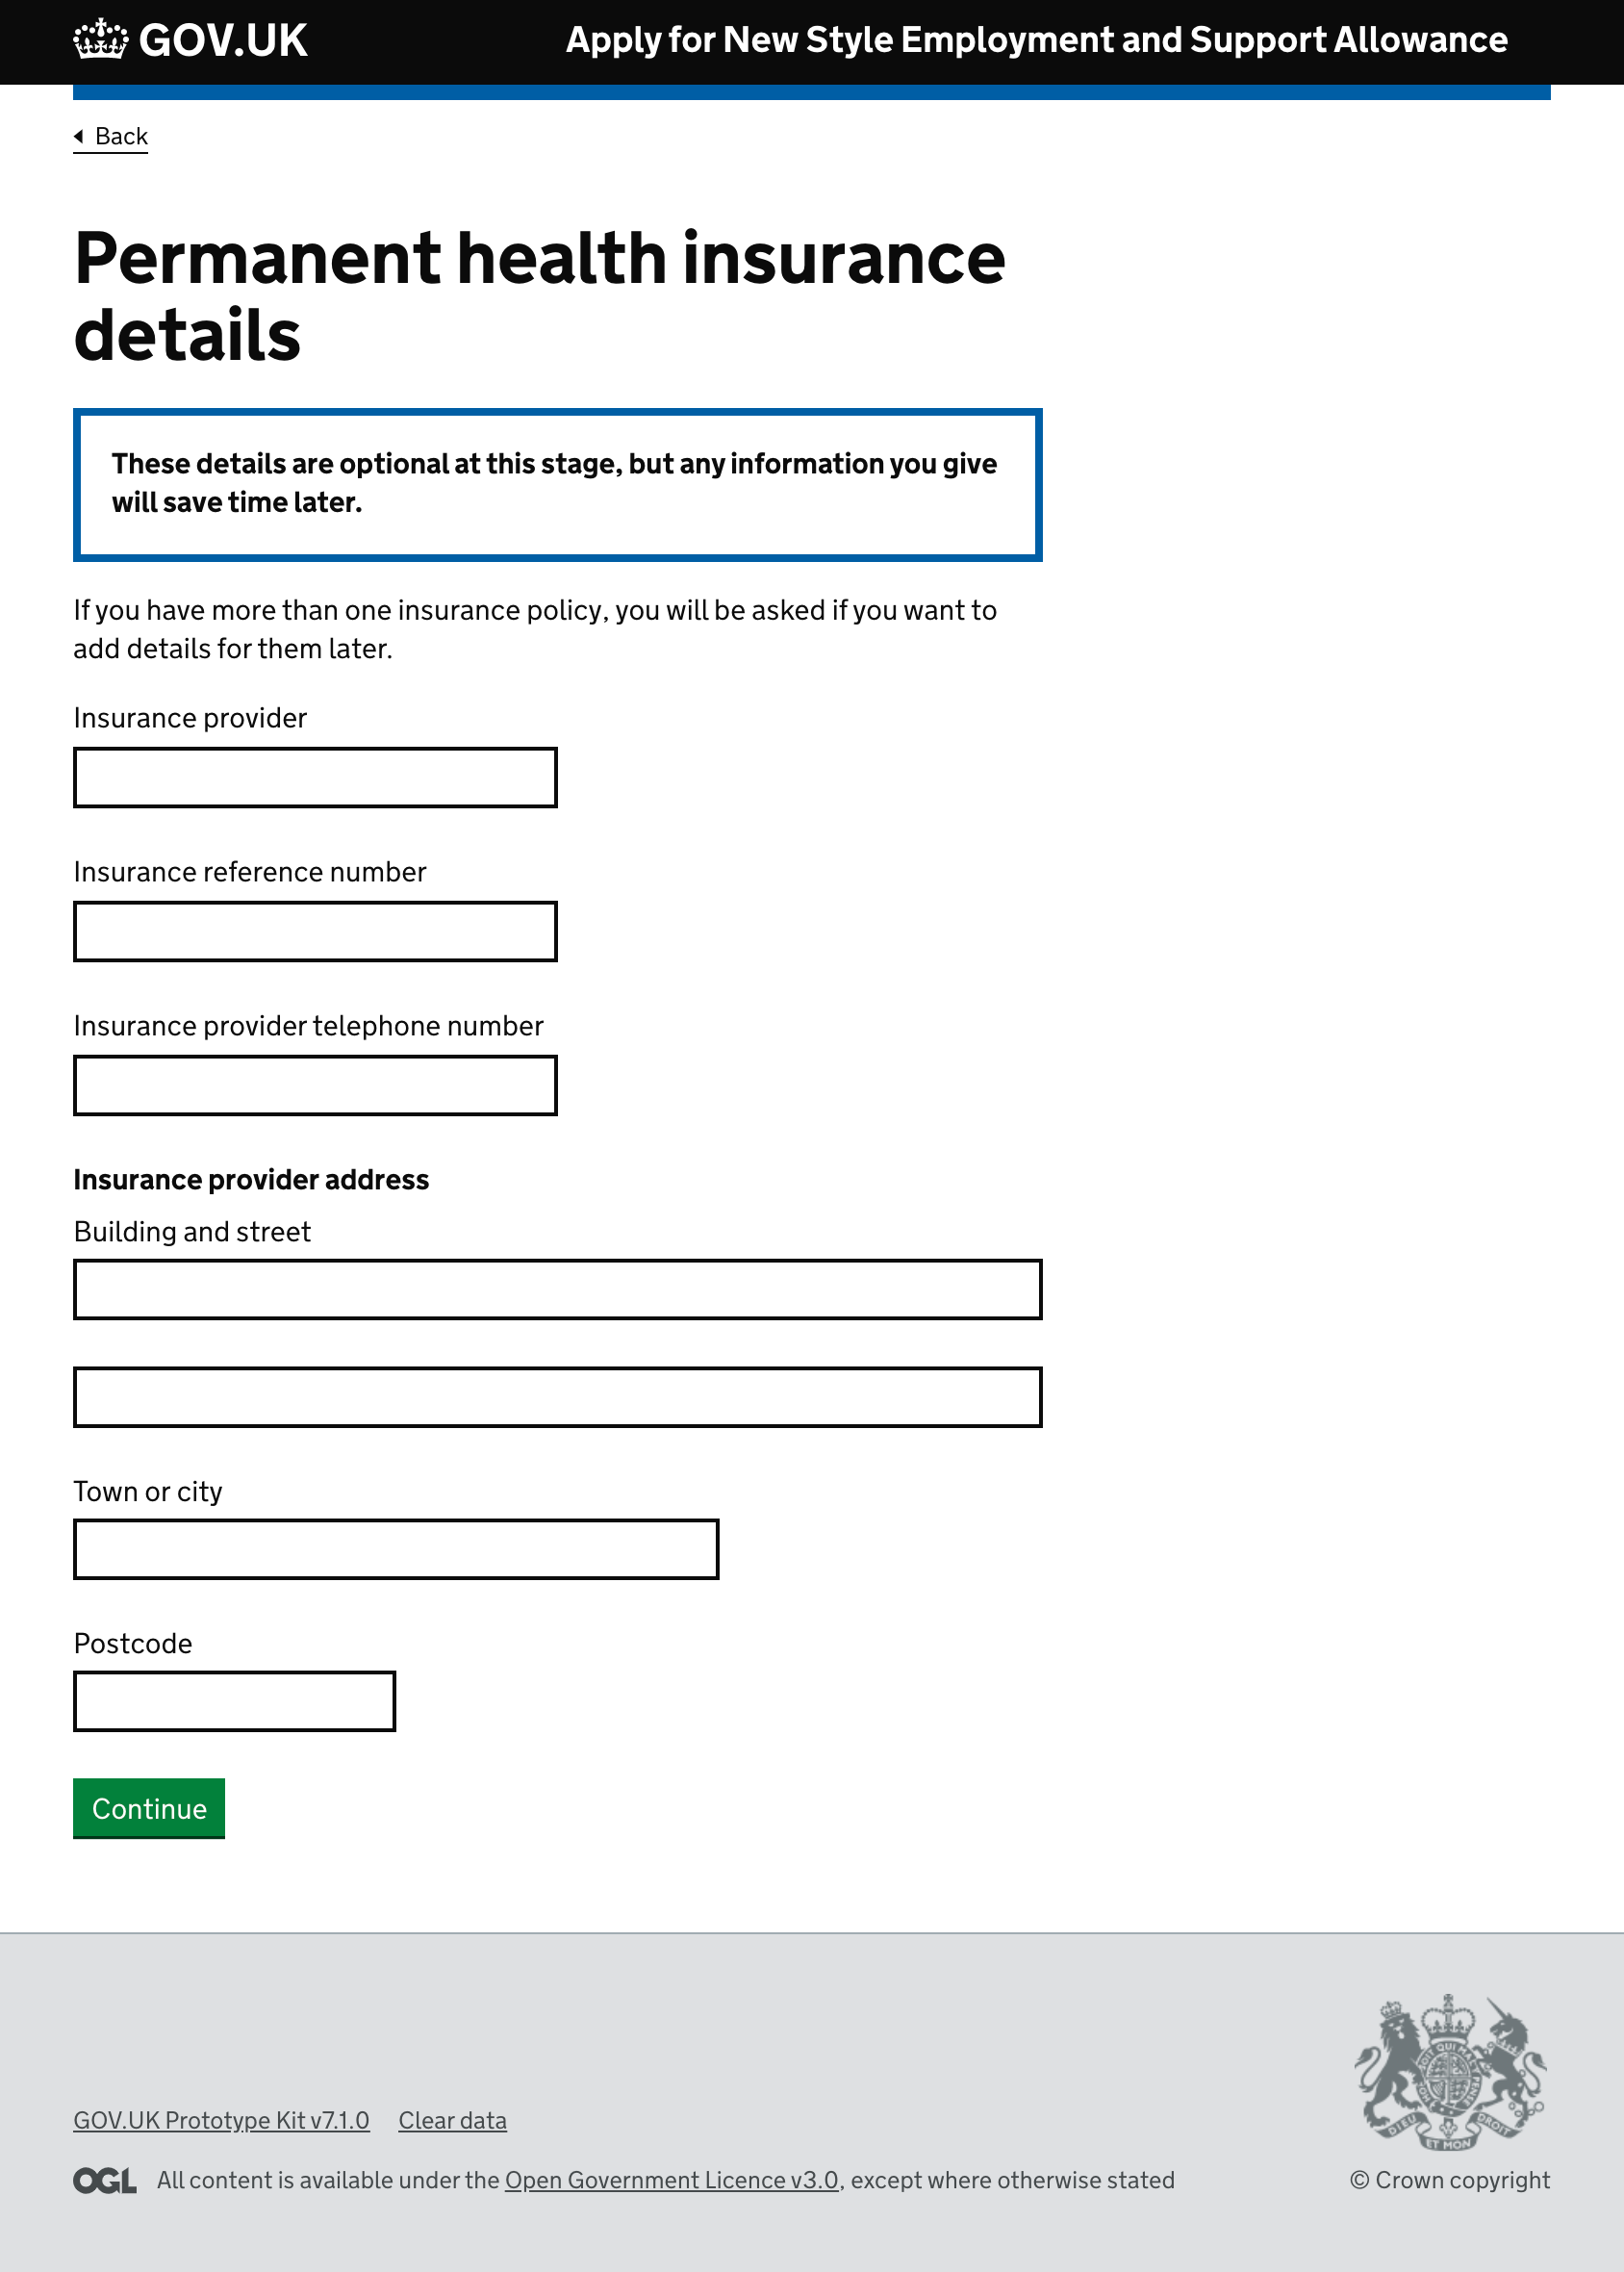 GOV.UK
Apply for New Style Employment and Support Allowance
Back
Permanent health insurance
details
These details are optional at this stage, but any information you give
will save time later.
If you have more than one insurance policy, you will be asked if you want to
add details for them later.
Insurance provider
Insurance reference number
Insurance provider telephone number
Insurance provider address
Building and street
Town or city
Postcode
Continue
GOV.UK Prototype Kit v7.1.0
Clear data
DIEU
ET MON
DROIT
OGL
All content is available under the Open Government Licence v3.0, except where otherwise stated
© Crown copyright